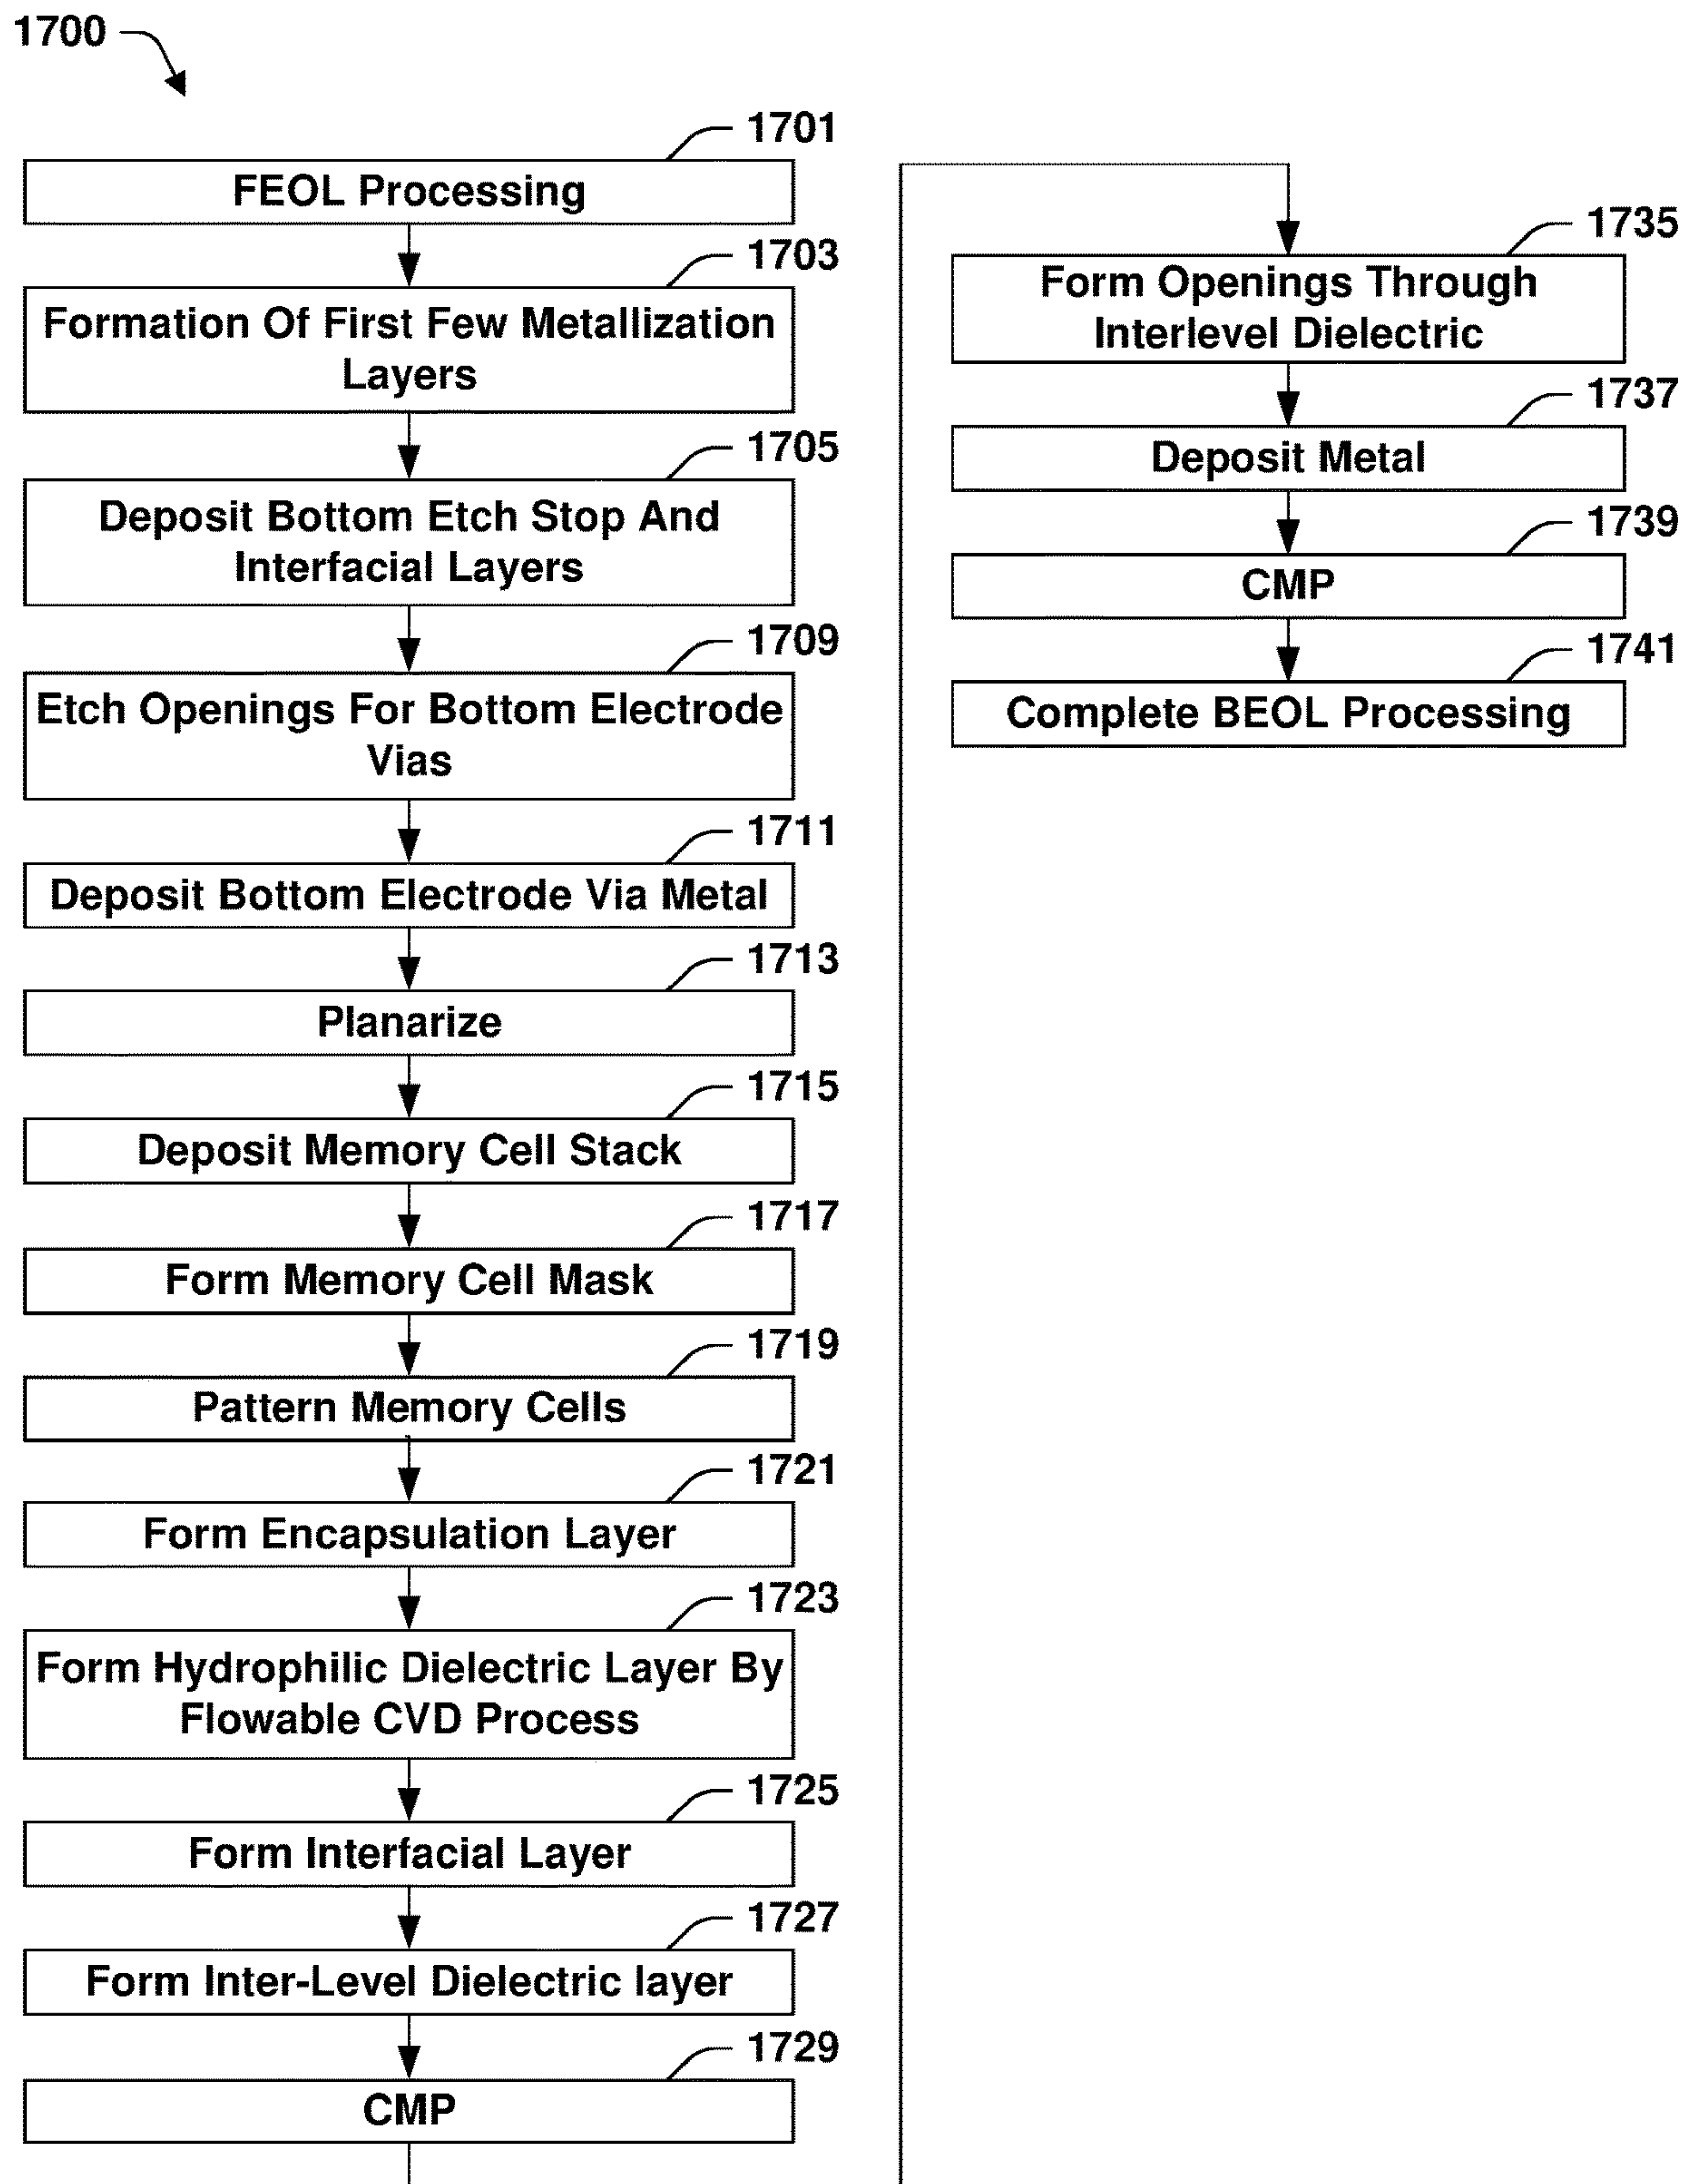 1700
1701
FEOL Processing
1703
Formation Of First Few Metallization
Layers
1705
Deposit Bottom Etch Stop And
Interfacial Layers
1709
Etch Openings For Bottom Electrode
Vias
1711
Deposit Bottom Electrode Via Metal
1713
Planarize
1715
Deposit Memory Cell Stack
1717
Form Memory Cell Mask
1719
Pattern Memory Cells
1721
Form Encapsulation Layer
1723
Form Hydrophilic Dielectric Layer By
Flowable CVD Process
1725
Form Interfacial Layer
1727
Form Inter-Level Dielectric layer
1729
CMP
1735
Form Openings Through
Interlevel Dielectric
1737
Deposit Metal
1739
CMP
1741
Complete BEOL Processing